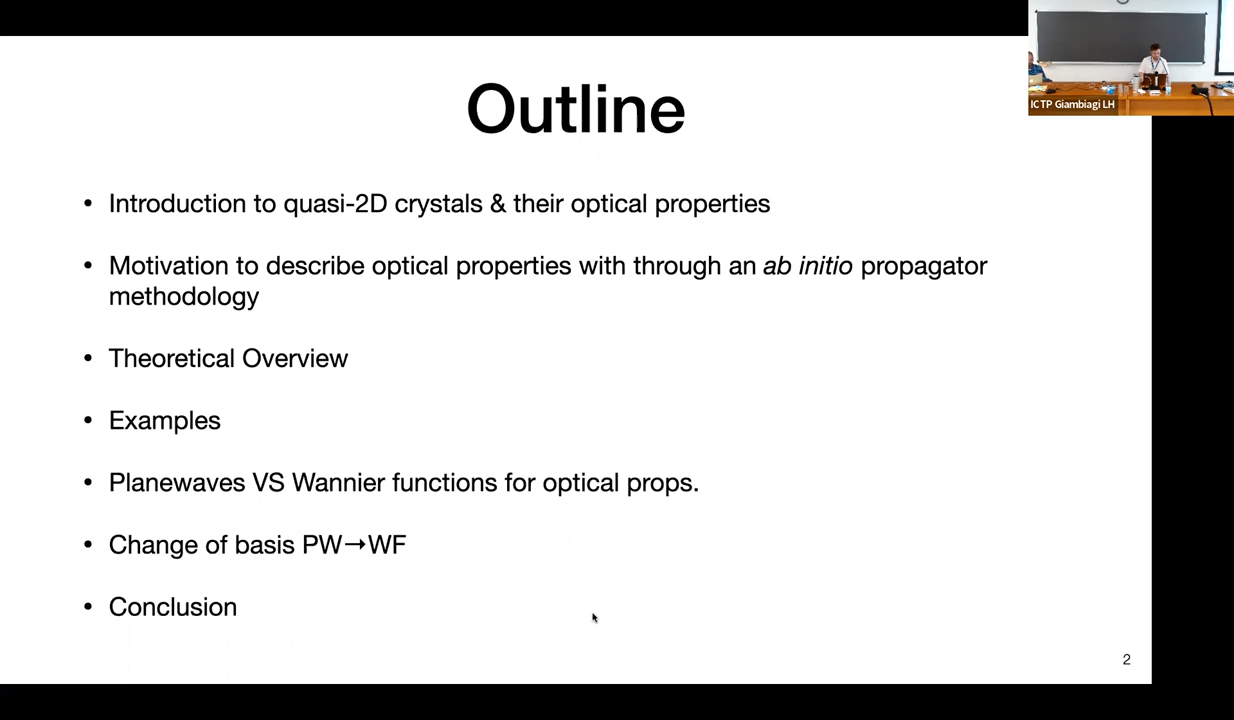 Outline
ICTP Giambiagi LH
• Introduction to quasi-2D crystals & their optical properties
• Motivation to describe optical properties with through an ab initio propagator
methodology
• Theoretical Overview
• Examples
• Planewaves VS Wannier functions for optical props.
• Change of basis PW→WF
• Conclusion
2